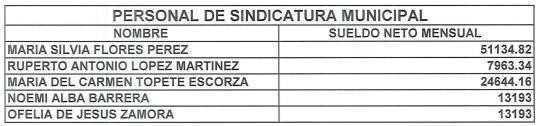 PERSONAL DE SINDICATURA MUNICIPAL
NOMBRE SUELDO NETO MENSUAL
MARIA SILVIA FLORES PEREZ 51134.82
RUPERTO ANTONIO LOPEZ MARTINEZ 7963.34
MARIA DEL CARMEN TOPETE ESCORZA 24644.16
NOEMI ALBA BARRERA 13193
OFELIA DE JESUS ZAMORA 13193